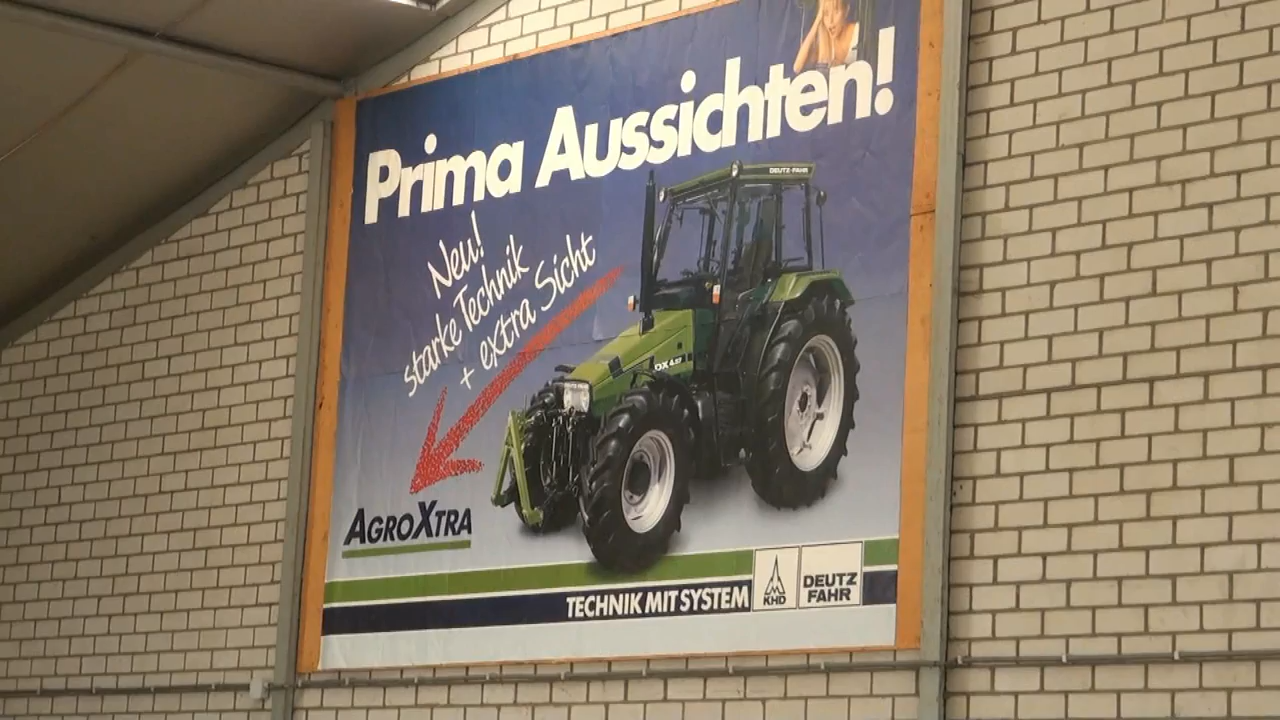 Prima Aussichten!
DEUTZ-FAHR
Neu!
starke Technik
+ extra Sicht
DX 4.57
AGROXTRA
TECHNIK MIT SYSTEM
KHD
DEUTZ
FAHR